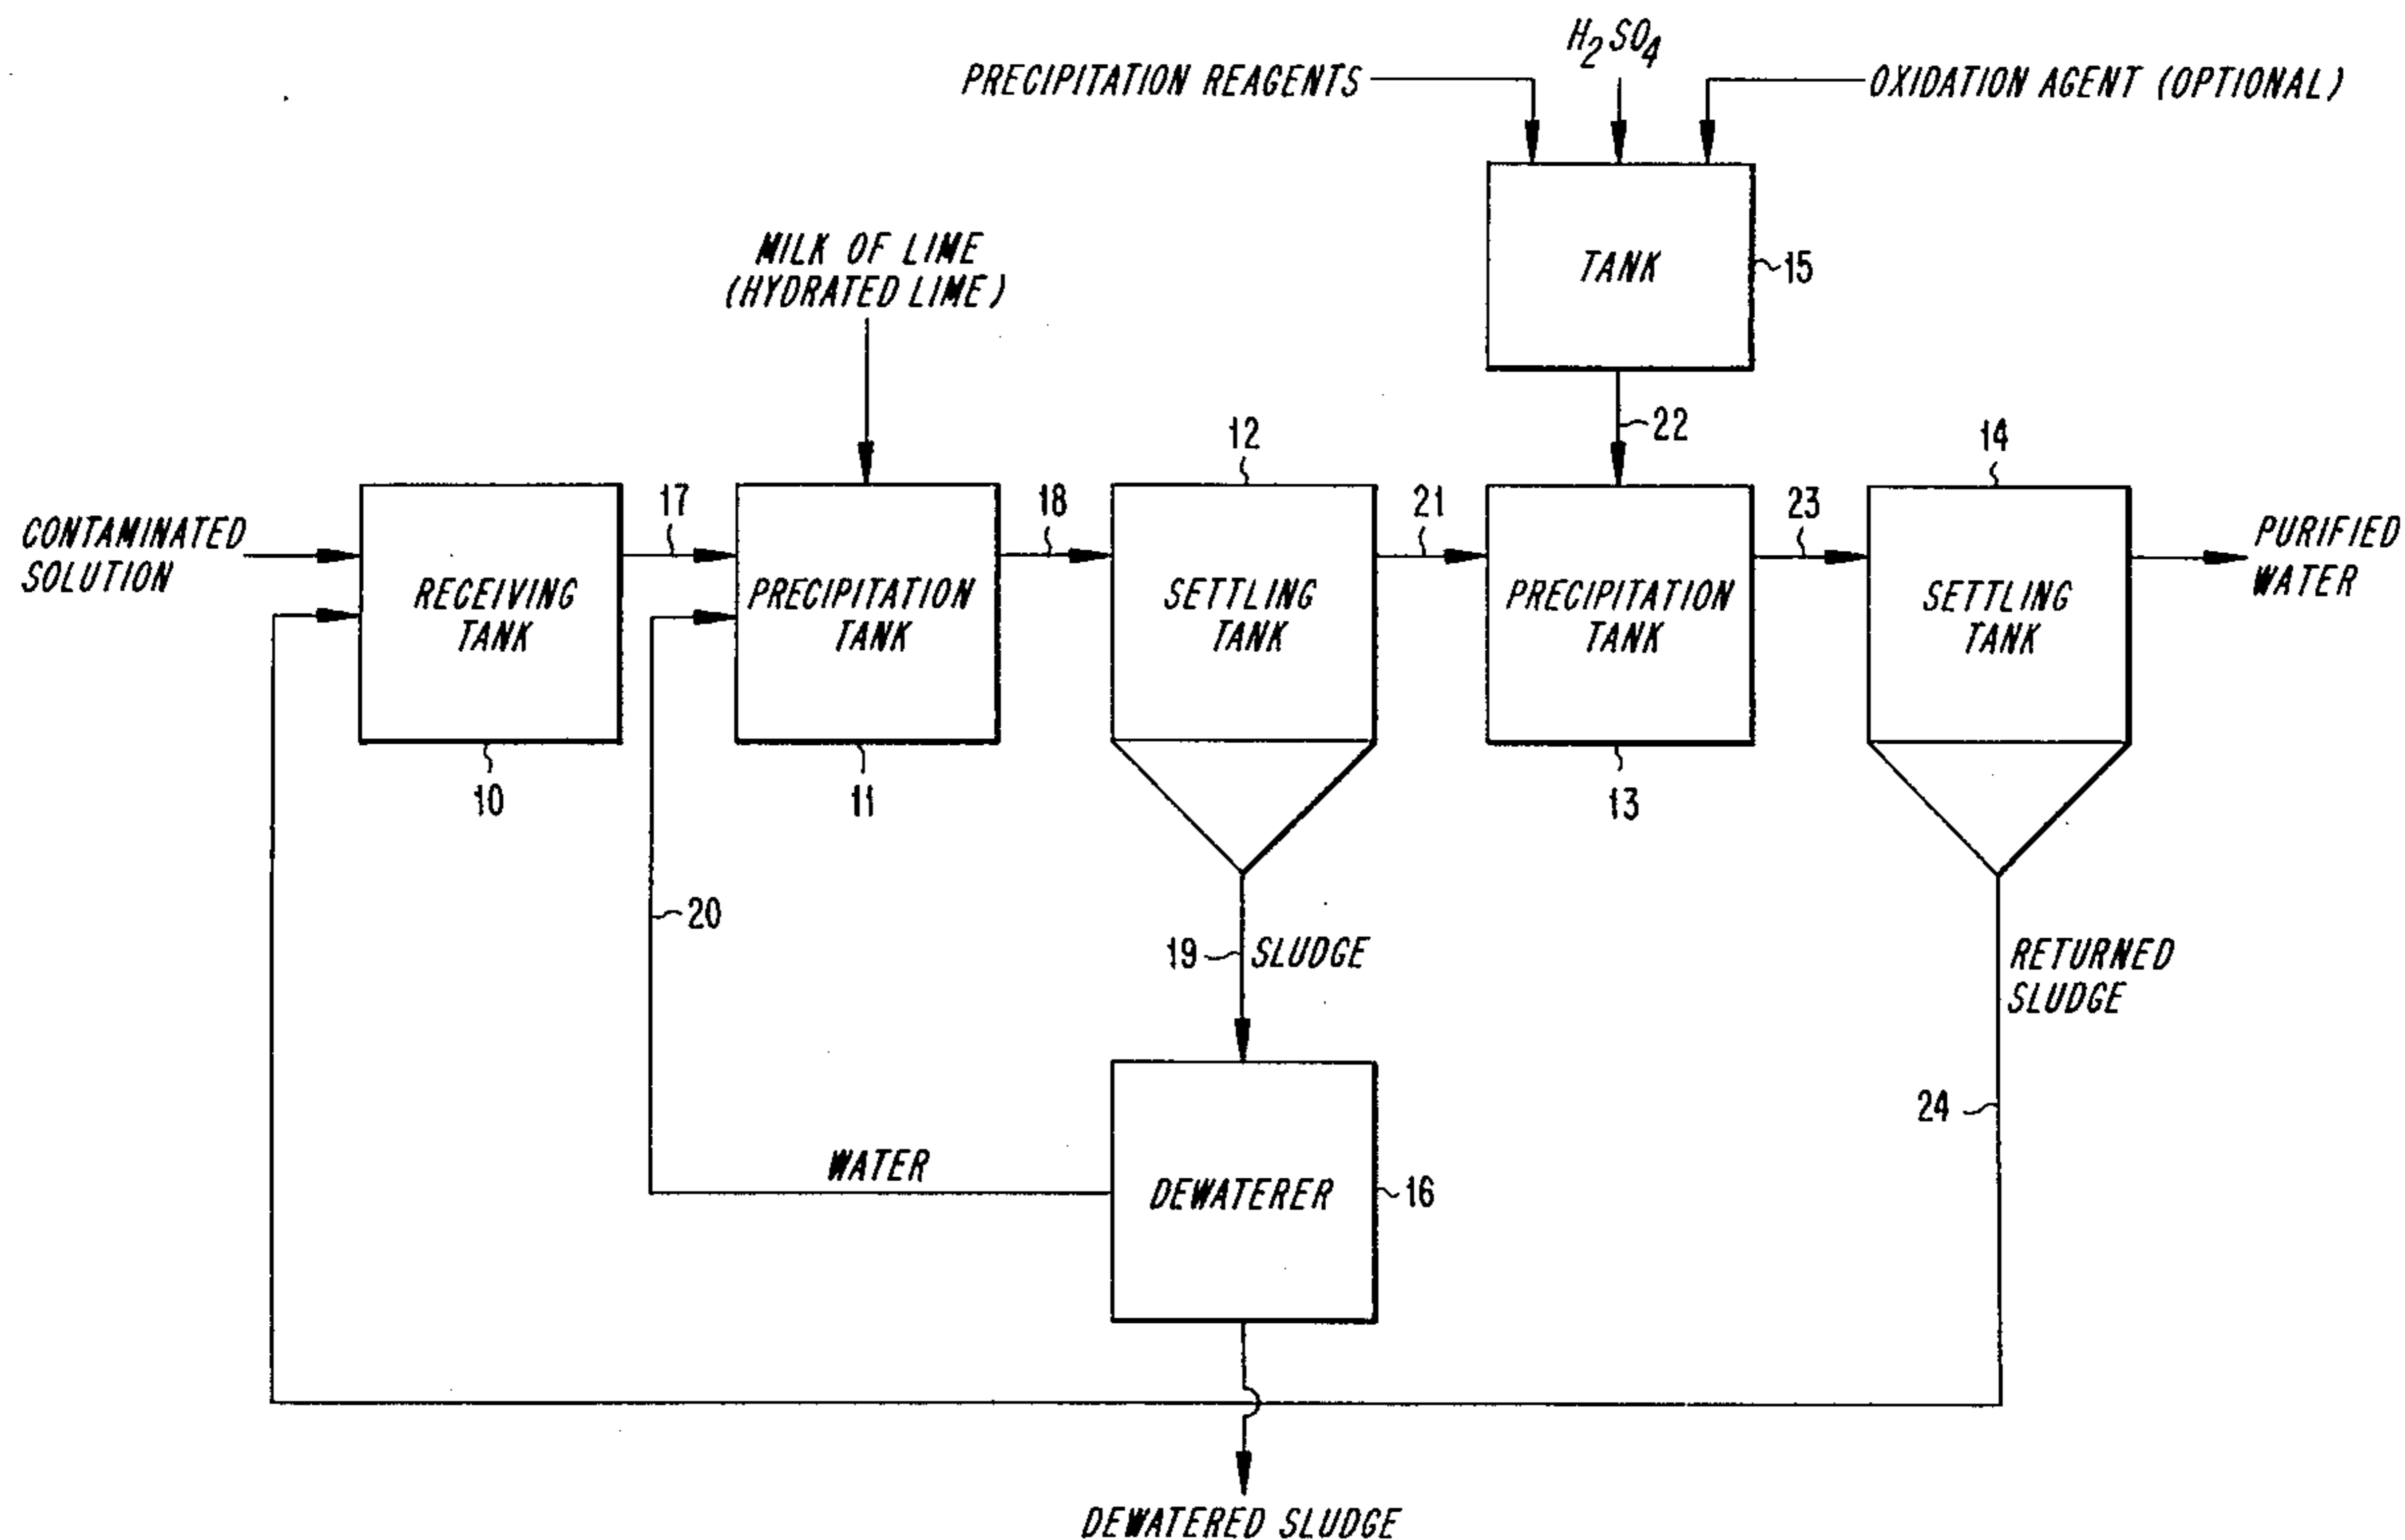 H₂SO₄
PRECIPITATION REAGENTS
OXIDATION AGENT (OPTIONAL)
TANK
15
MILK OF LIME
(HYDRATED LIME)
22
12
14
17
18
21
23
CONTAMINATED
SOLUTION
RECEIVING
TANK
PRECIPITATION
TANK
SETTLING
TANK
PRECIPITATION
TANK
SETTLING
TANK
PURIFIED
WATER
10
11
13
20
19
SLUDGE
RETURNED
SLUDGE
24
WATER
DEWATERER
16
DEWATERED SLUDGE